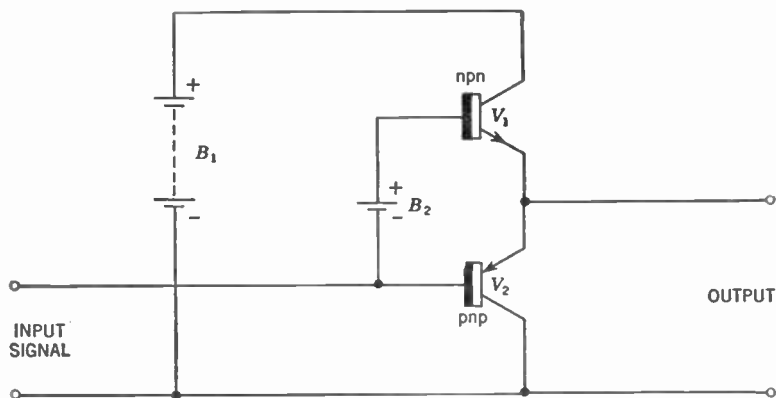 npn
+
V₁
B₁
+
B₂
-
-
V₂
pnp
OUTPUT
INPUT
SIGNAL